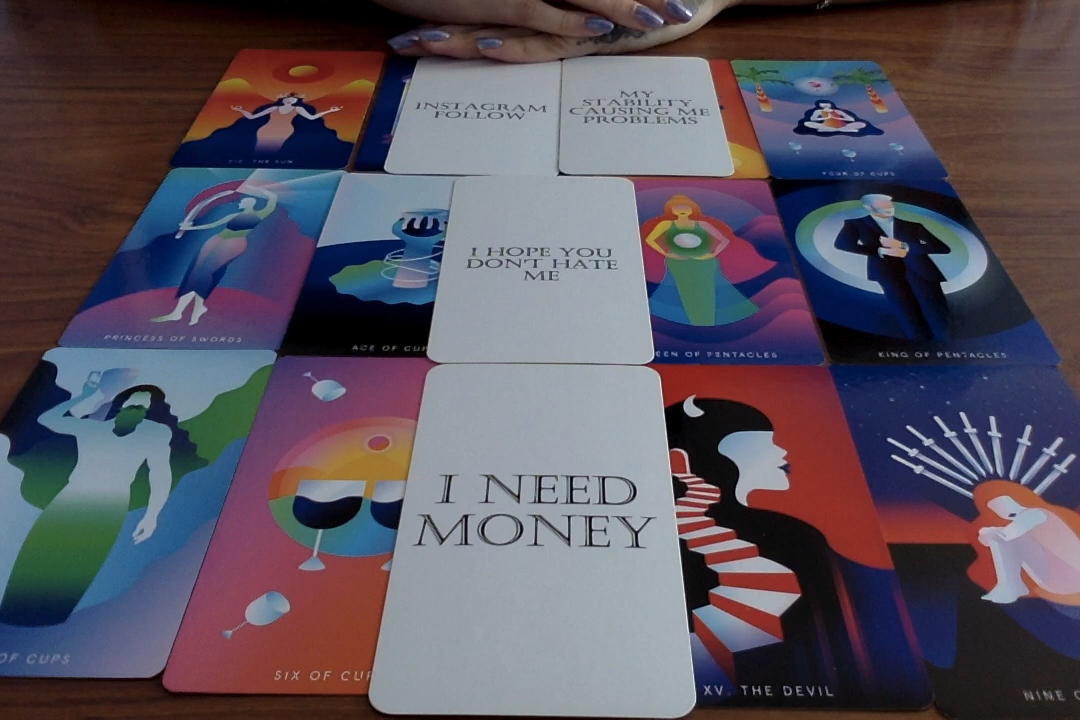 INSTAGRAM
FOLLOW
MY
STABILITY
CAUSING ME
PROBLEMS
XIX. THE SUN
FOUR OF CUPS
I HOPE YOU
DON'T HATE
ME
PRINCESS OF SWORDS
ACE OF CUP
EEN OF PENTACLES
KING OF PENTACLES
I NEED
MONEY
OF CUPS
SIX OF CUP
XV. THE DEVIL
NINE O